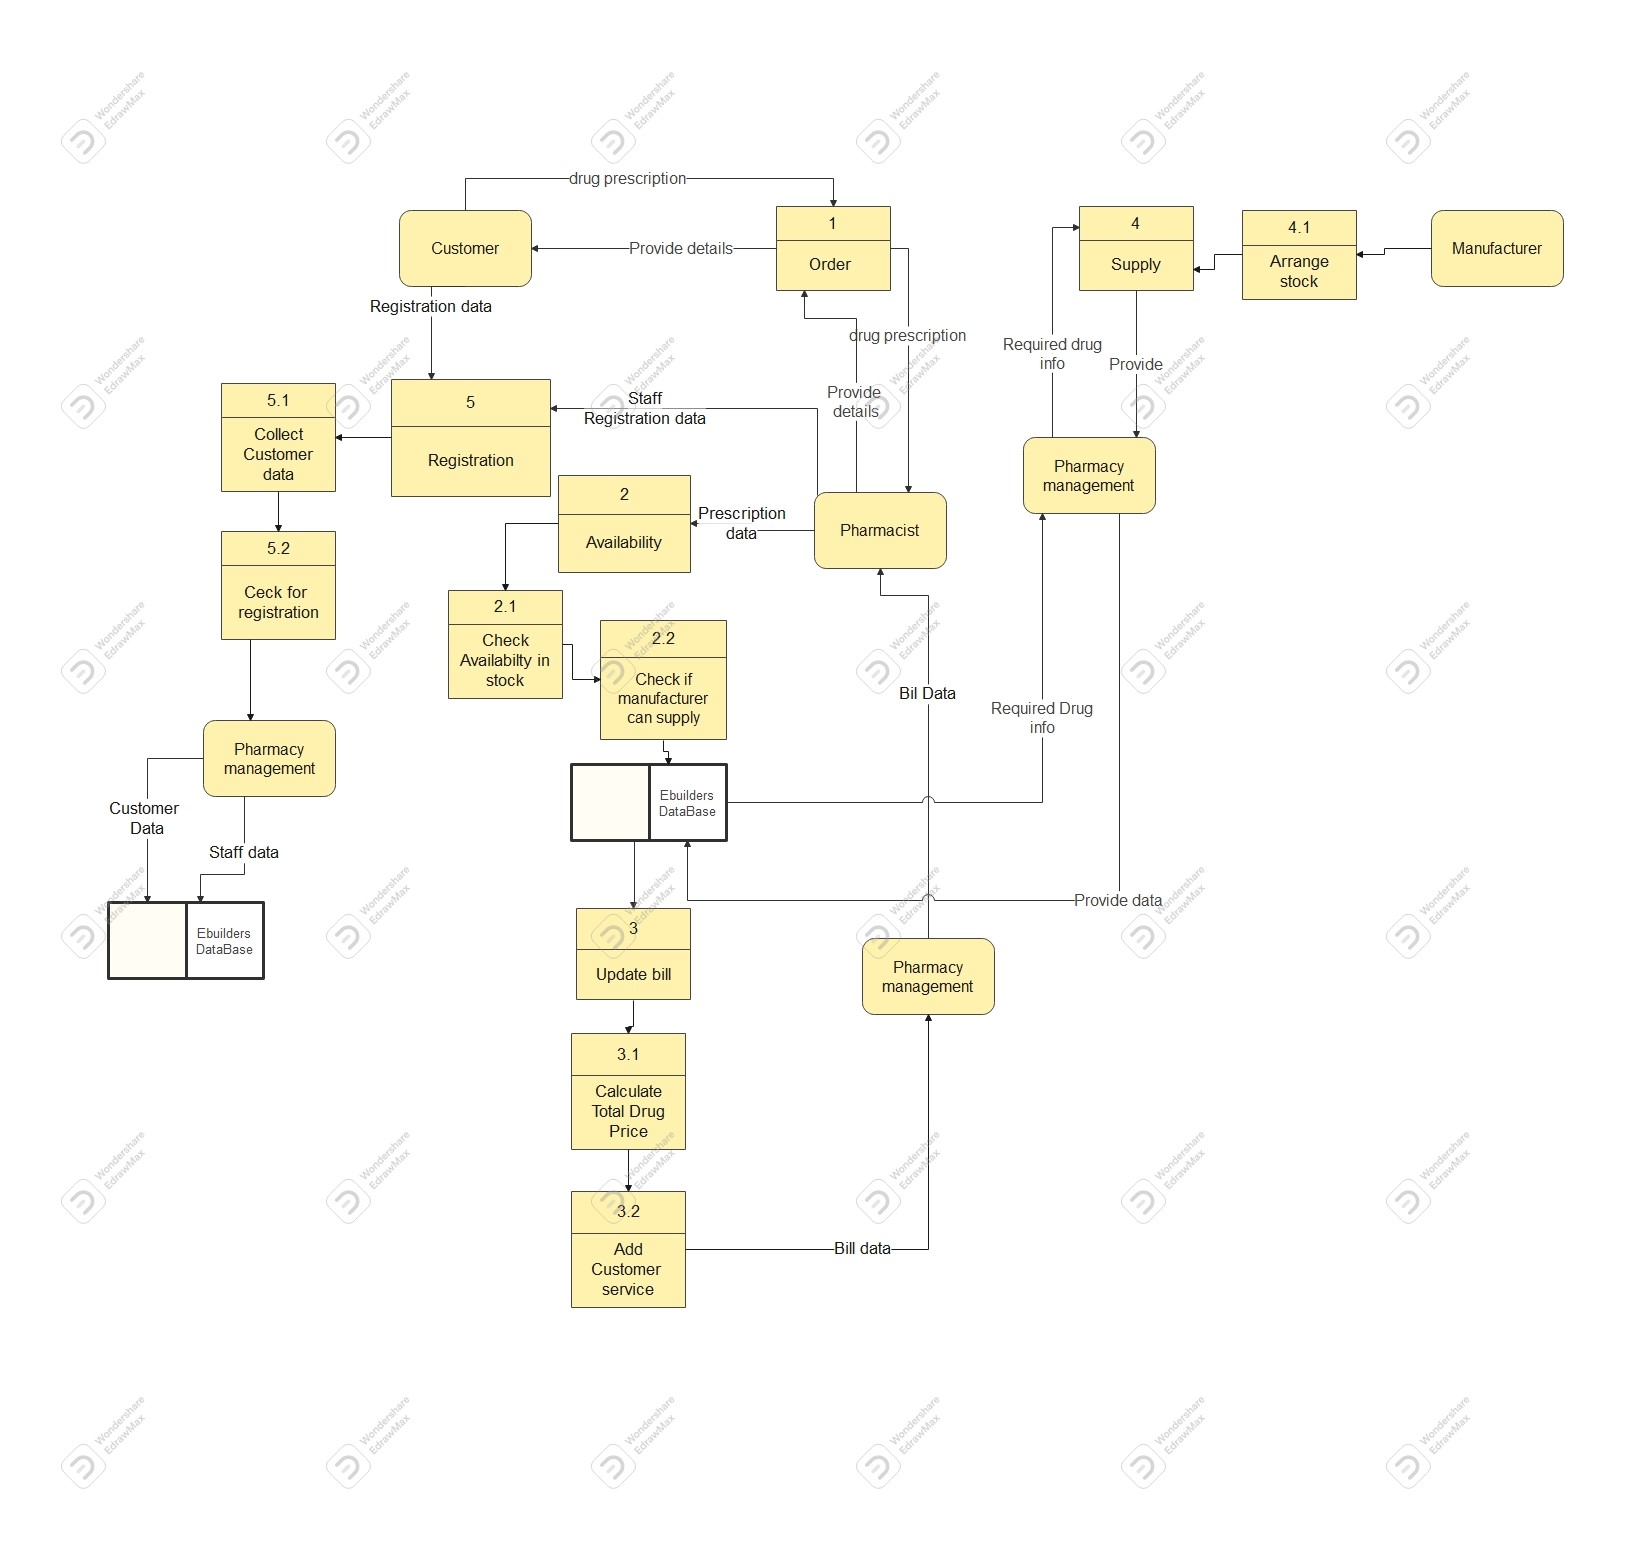 drug prescription
Customer
Provide details
1
Order
4
Supply
4.1
Arrange
stock
Manufacturer
Registration data
drug prescription
Required drug
info
Provide
5.1
Collect
Customer
data
5
Registration
Staff
Registration data
Provide
details
2
Availability
Prescription
data
Pharmacist
Pharmacy
management
5.2
Ceck for
registration
2.1
Check
Availabilty in
stock
2.2
Check if
manufacturer
can supply
Bil Data
Required Drug
info
Pharmacy
management
Customer
Data
Staff data
Ebuilders
DataBase
Ebuilders
DataBase
Provide data
3
Update bill
Pharmacy
management
3.1
Calculate
Total Drug
Price
3.2
Add
Customer
service
Bill data
Wondershare
EdrawMax